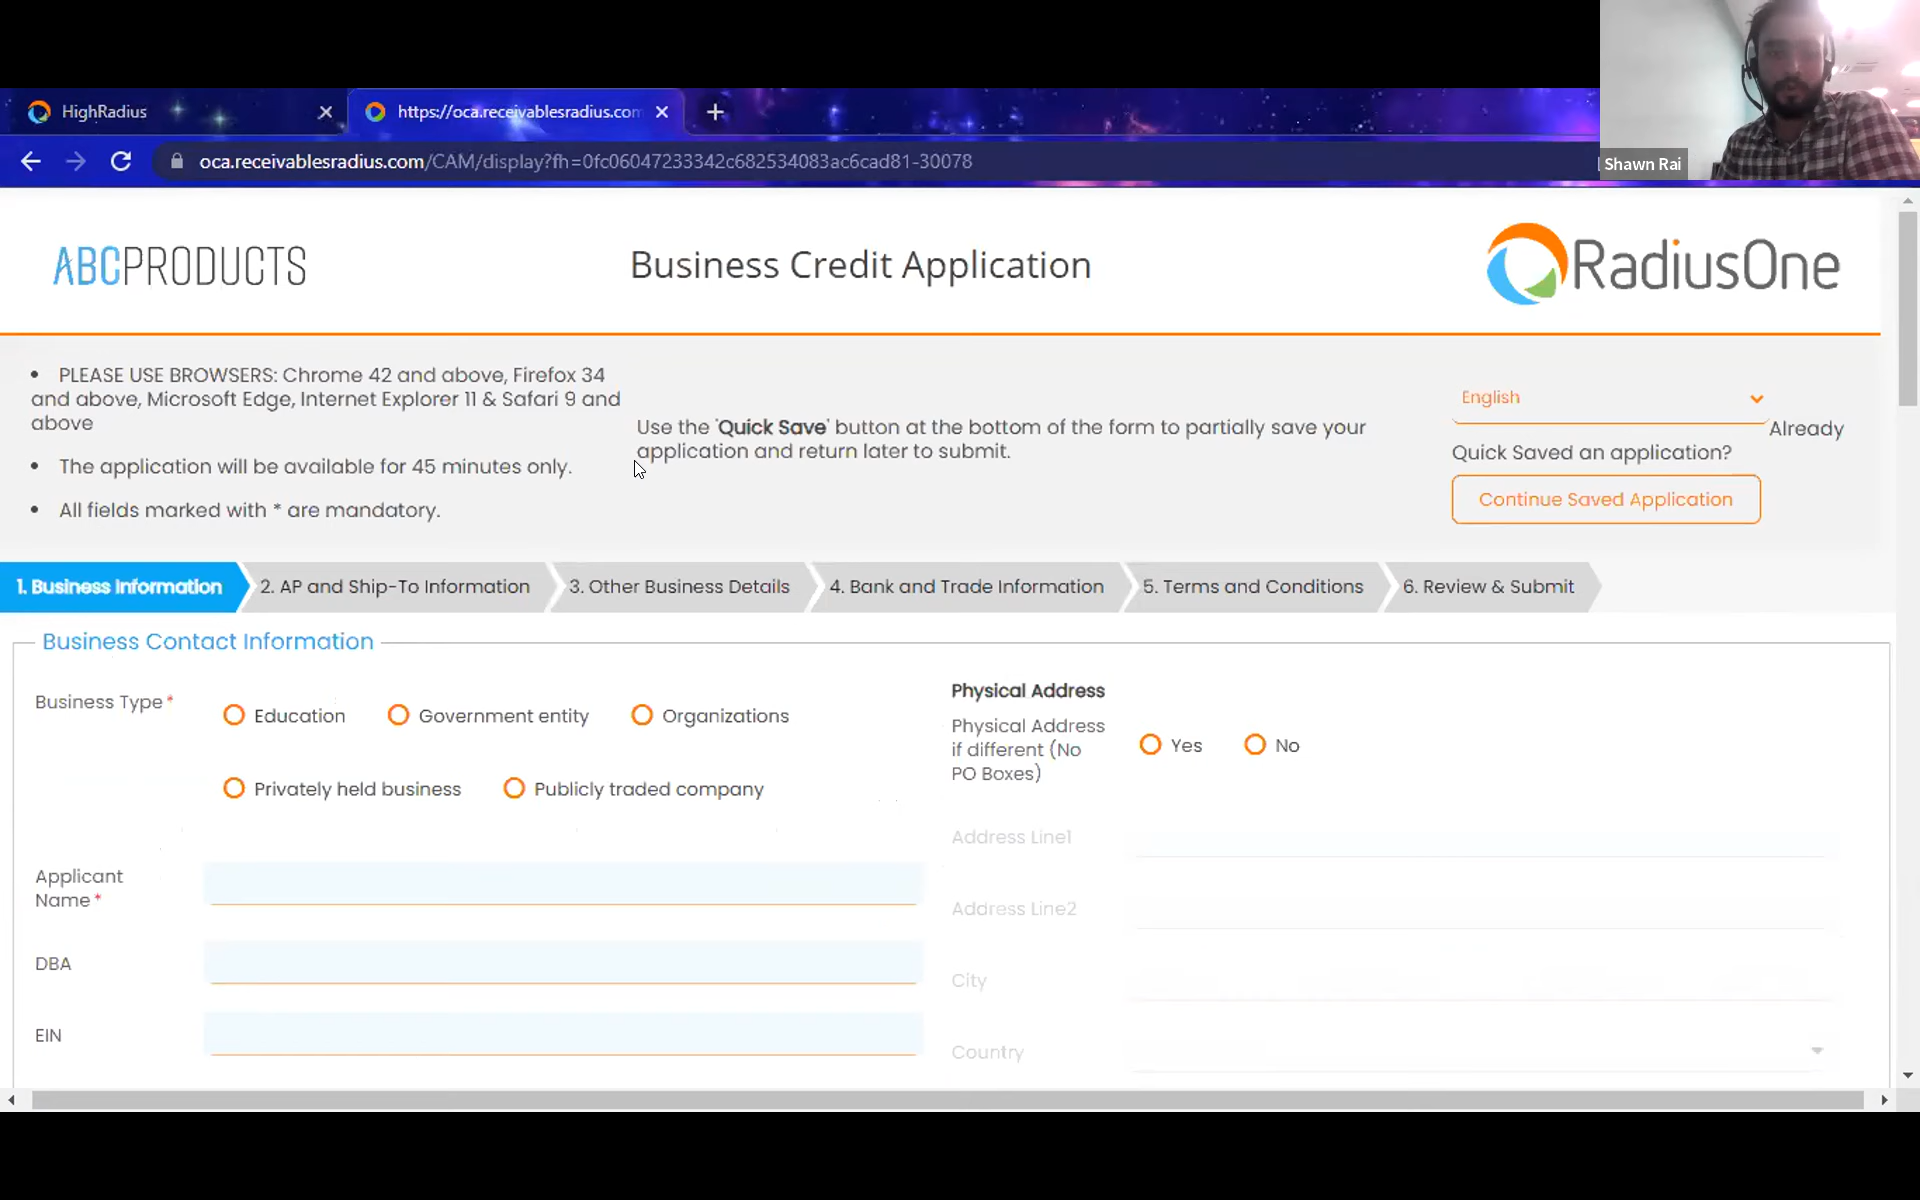 HighRadius
https://oca.receivablesradius.com
oca.receivablesradius.com/CAM/display?fh=0fc06047233342c682534083ac6cad81-30078
Shawn Rai
ABCPRODUCTS
Business Credit Application
RadiusOne
• PLEASE USE BROWSERS: Chrome 42 and above, Firefox 34
and above, Microsoft Edge, Internet Explorer 11 & Safari 9 and
above
• The application will be available for 45 minutes only.
• All fields marked with * are mandatory.
Use the 'Quick Save' button at the bottom of the form to partially save your
application and return later to submit.
English
Already
Quick Saved an application?
Continue Saved Application
1. Business Information
2. AP and Ship-To Information
3. Other Business Details
4. Bank and Trade Information
5. Terms and Conditions
6. Review & Submit
Business Contact Information
Business Type *
Education
Government entity
Organizations
Privately held business
Publicly traded company
Applicant
Name *
DBA
EIN
Physical Address
Physical Address
if different (No
PO Boxes)
Yes
No
Address Line1
Address Line2
City
Country